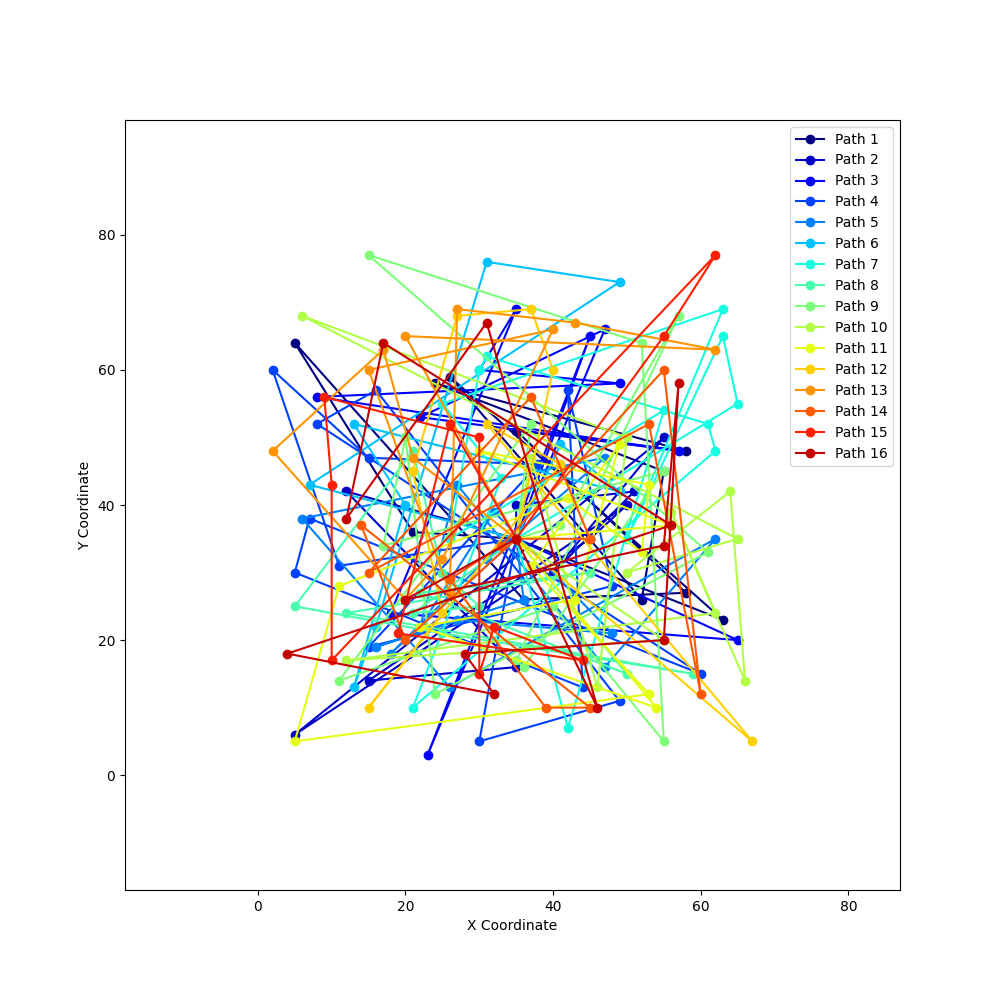 Path 1
Path 2
Path 3
Path 4
Path 5
Path 6
Path 7
Path 8
Path 9
Path 10
Path 11
Path 12
Path 13
Path 14
Path 15
Path 16
80
60
40
20
0
Y Coordinate
0 20 40 60 80
X Coordinate